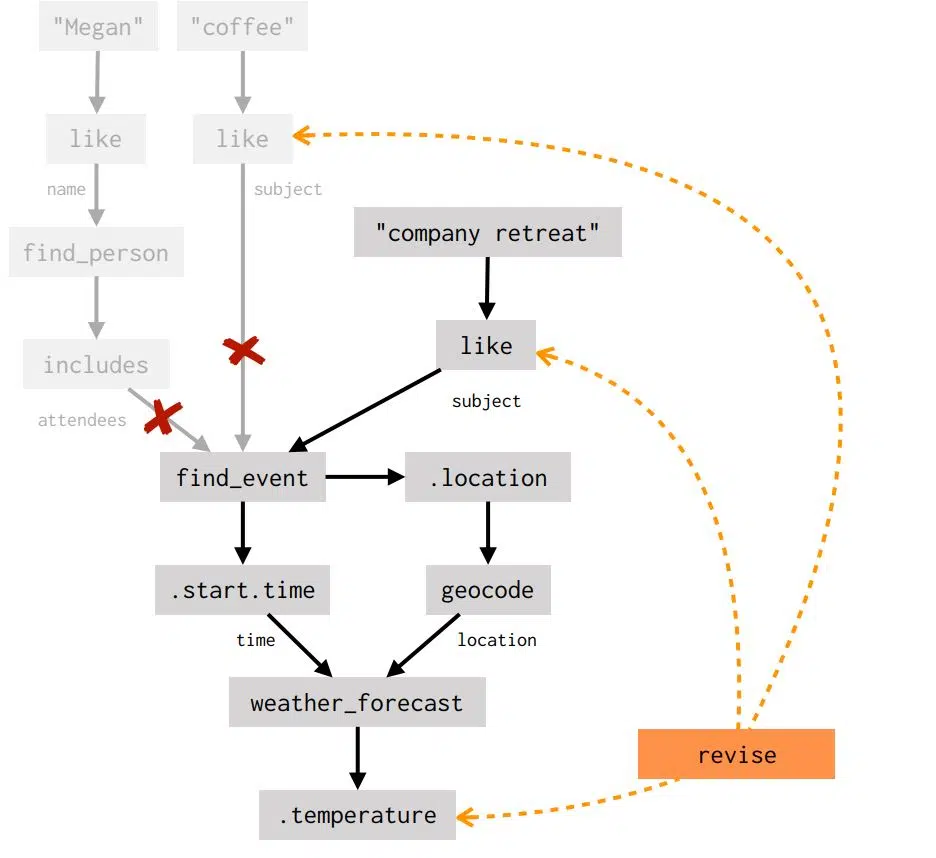 "Megan"
"coffee"
like
like
name
subject
"company retreat"
find_person
like
includes
subject
attendees
find_event
.location
.start.time
geocode
time
location
weather_forecast
revise
.temperature